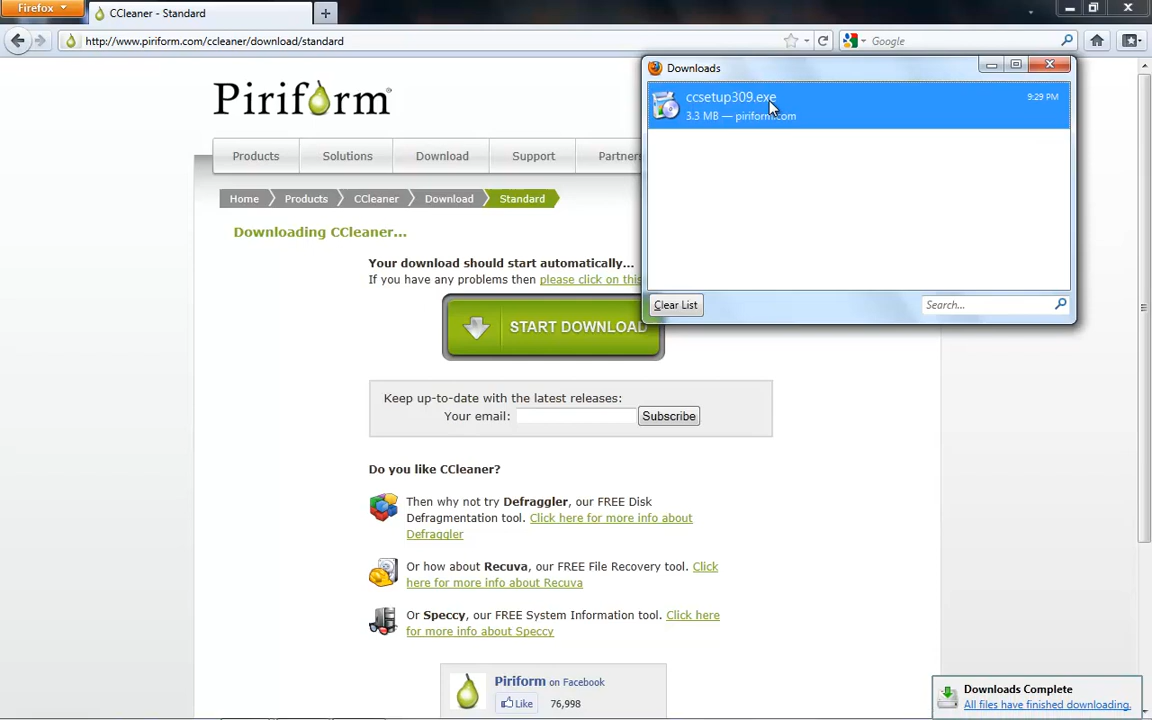 Firefox
CCleaner - Standard
http://www.piriform.com/ccleaner/download/standard
Google
Downloads
ccsetup309.exe
9:29 PM
3.3 MB — piriform.com
Clear List
Search...
Piriform
Products
Solutions
Download
Support
Partners
Home
Products
CCleaner
Download
Standard
Downloading CCleaner...
Your download should start automatically...
If you have any problems then please click on this
START DOWNLOAD
Keep up-to-date with the latest releases:
Your email:
Subscribe
Do you like CCleaner?
Then why not try Defraggler, our FREE Disk
Defragmentation tool. Click here for more info about
Defraggler
Or how about Recuva, our FREE File Recovery tool. Click
here for more info about Recuva
Or Speccy, our FREE System Information tool. Click here
for more info about Speccy
Piriform on Facebook
Like
76,998
Downloads Complete
All files have finished downloading.